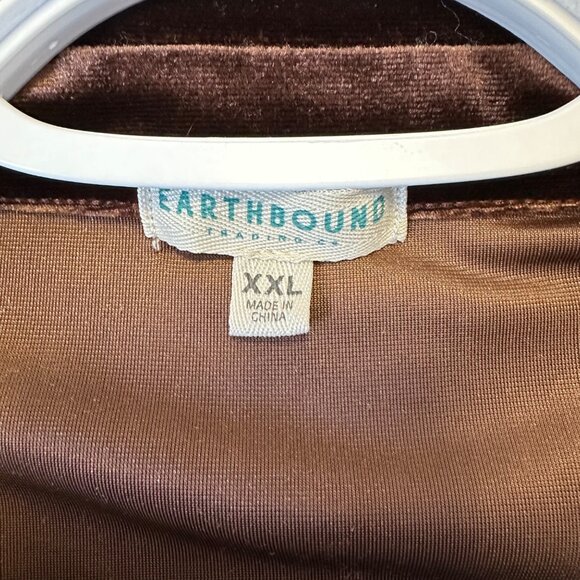 EARTHBOUND
TRADING CO
XXL
MADE IN
CHINA